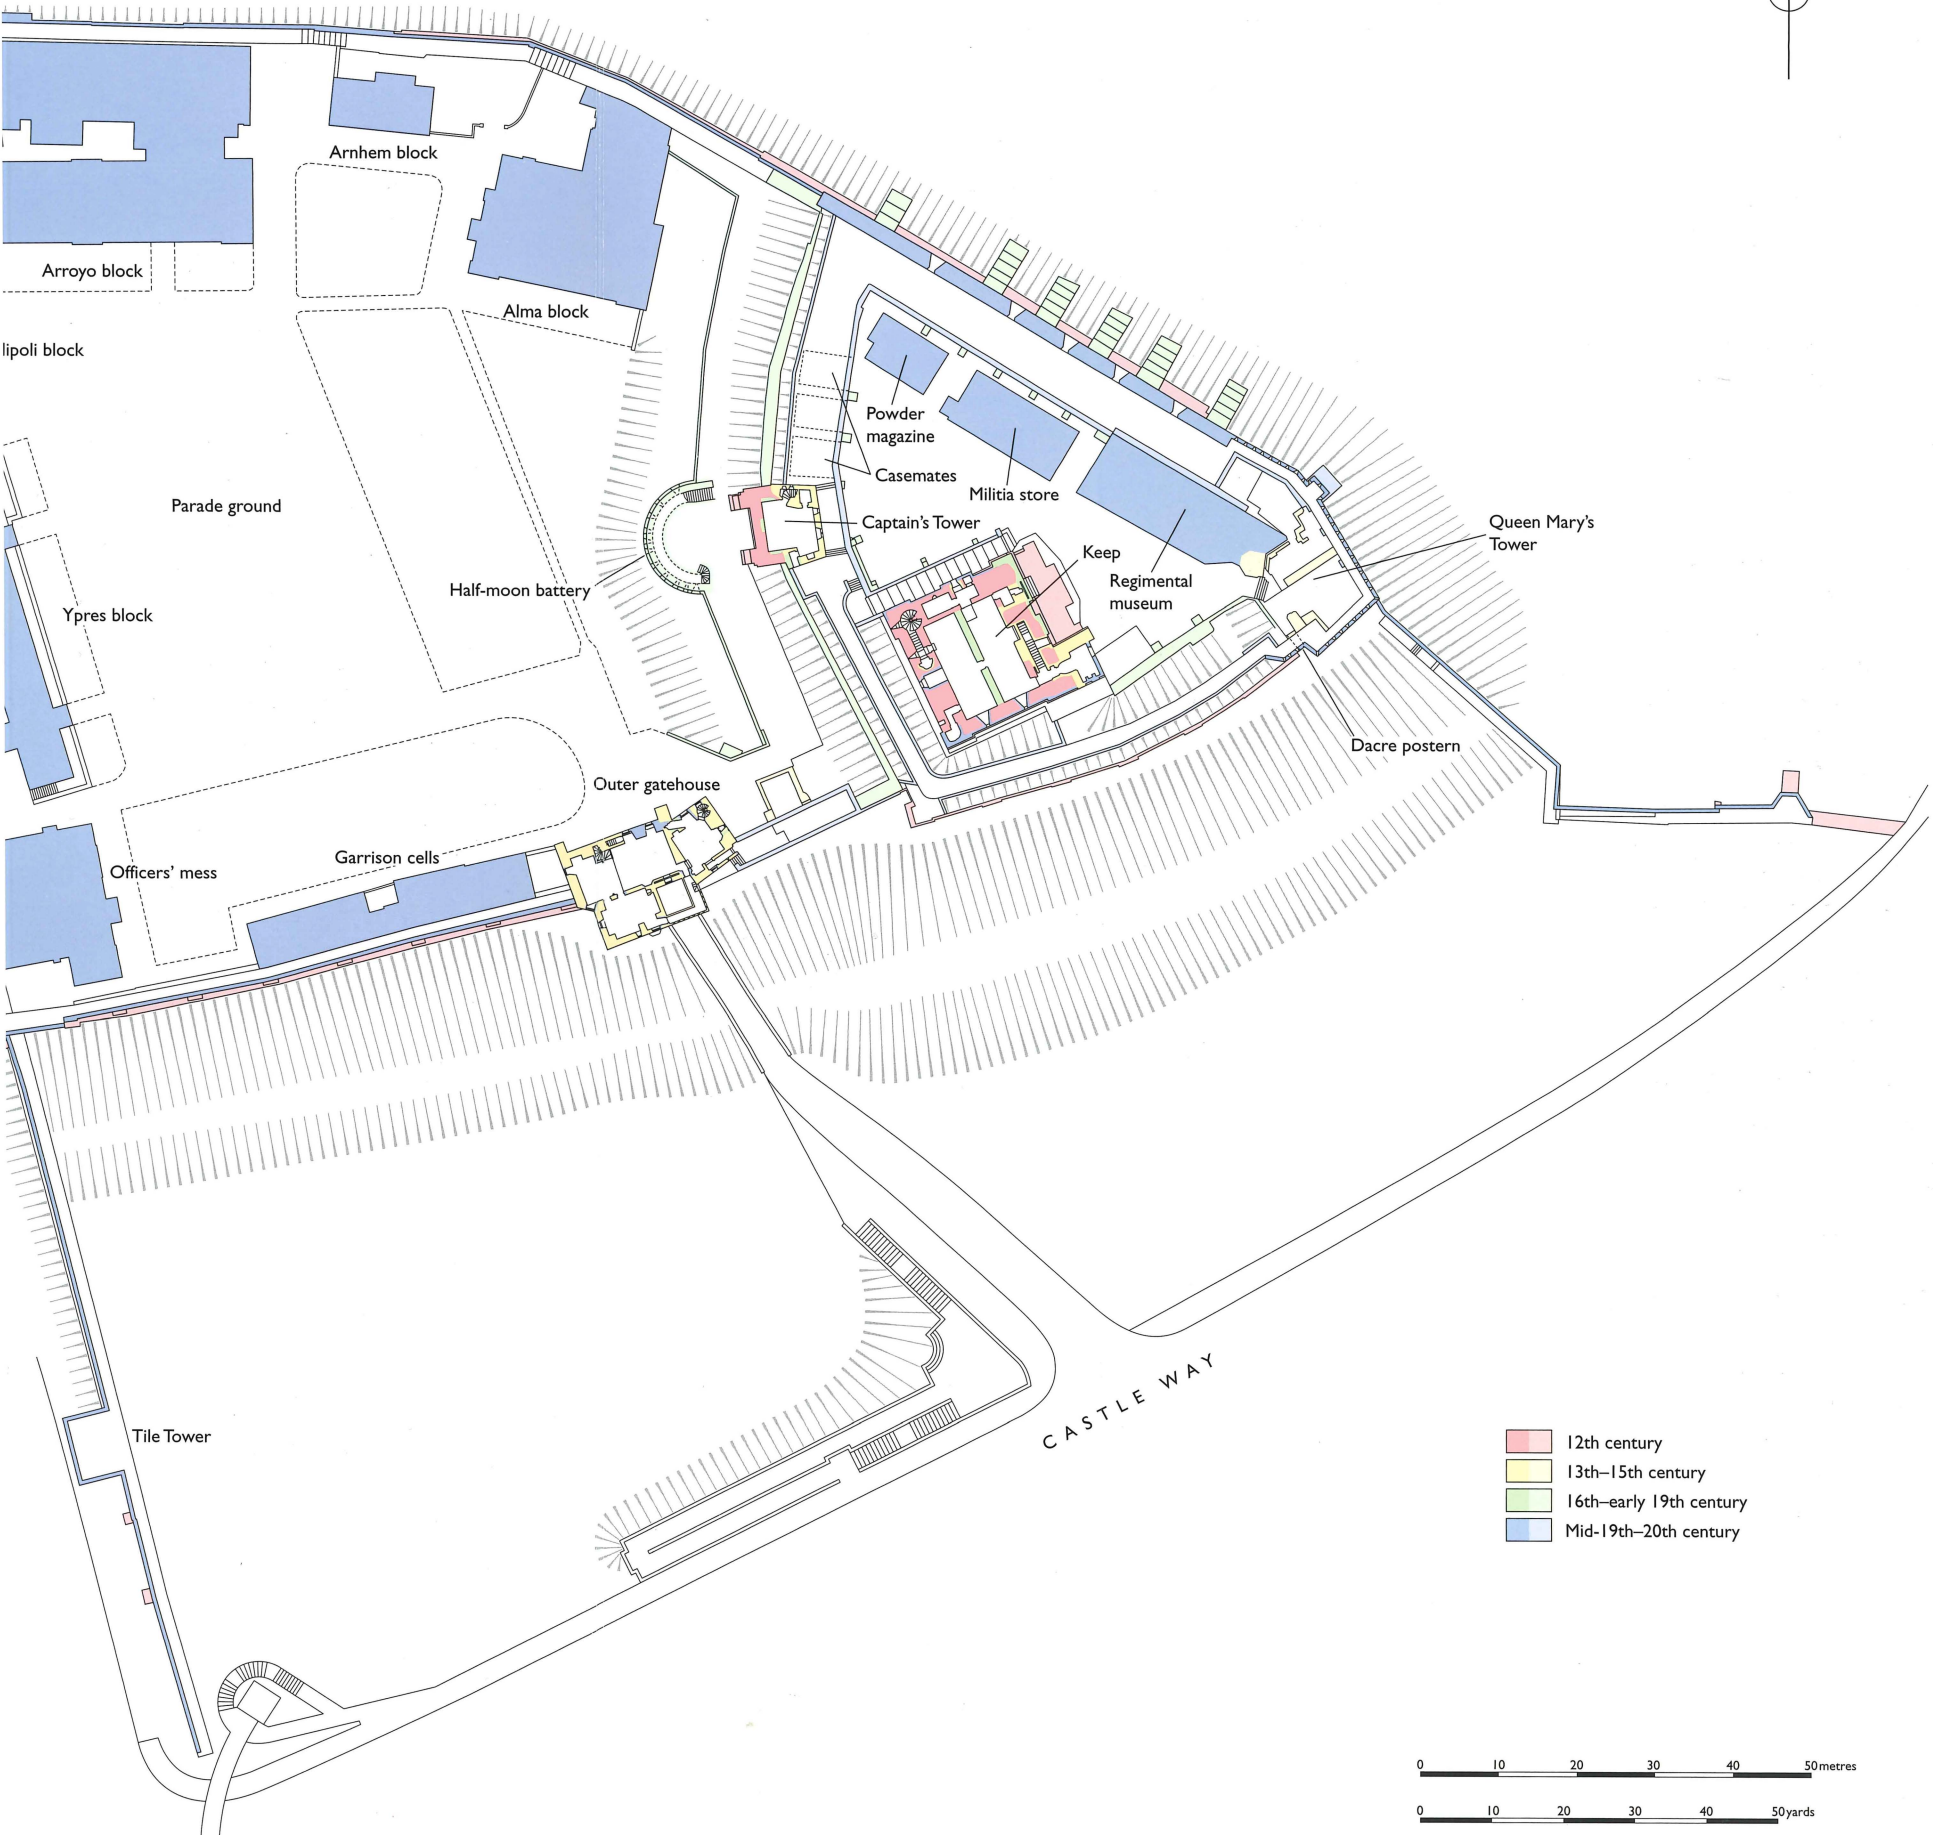 Arnhem block
Arroyo block
Alma block
lipoli block
Powder
magazine
Casemates
Militia store
Parade ground
Captain's Tower
Queen Mary's
Tower
Keep
Regimental
museum
Half-moon battery
Ypres block
Dacre postern
Outer gatehouse
Garrison cells
Officers' mess
CASTLE WAY
Tile Tower
12th century
13th–15th century
16th–early 19th century
Mid-19th–20th century
0 10 20 30 40 50 metres
0 10 20 30 40 50 yards